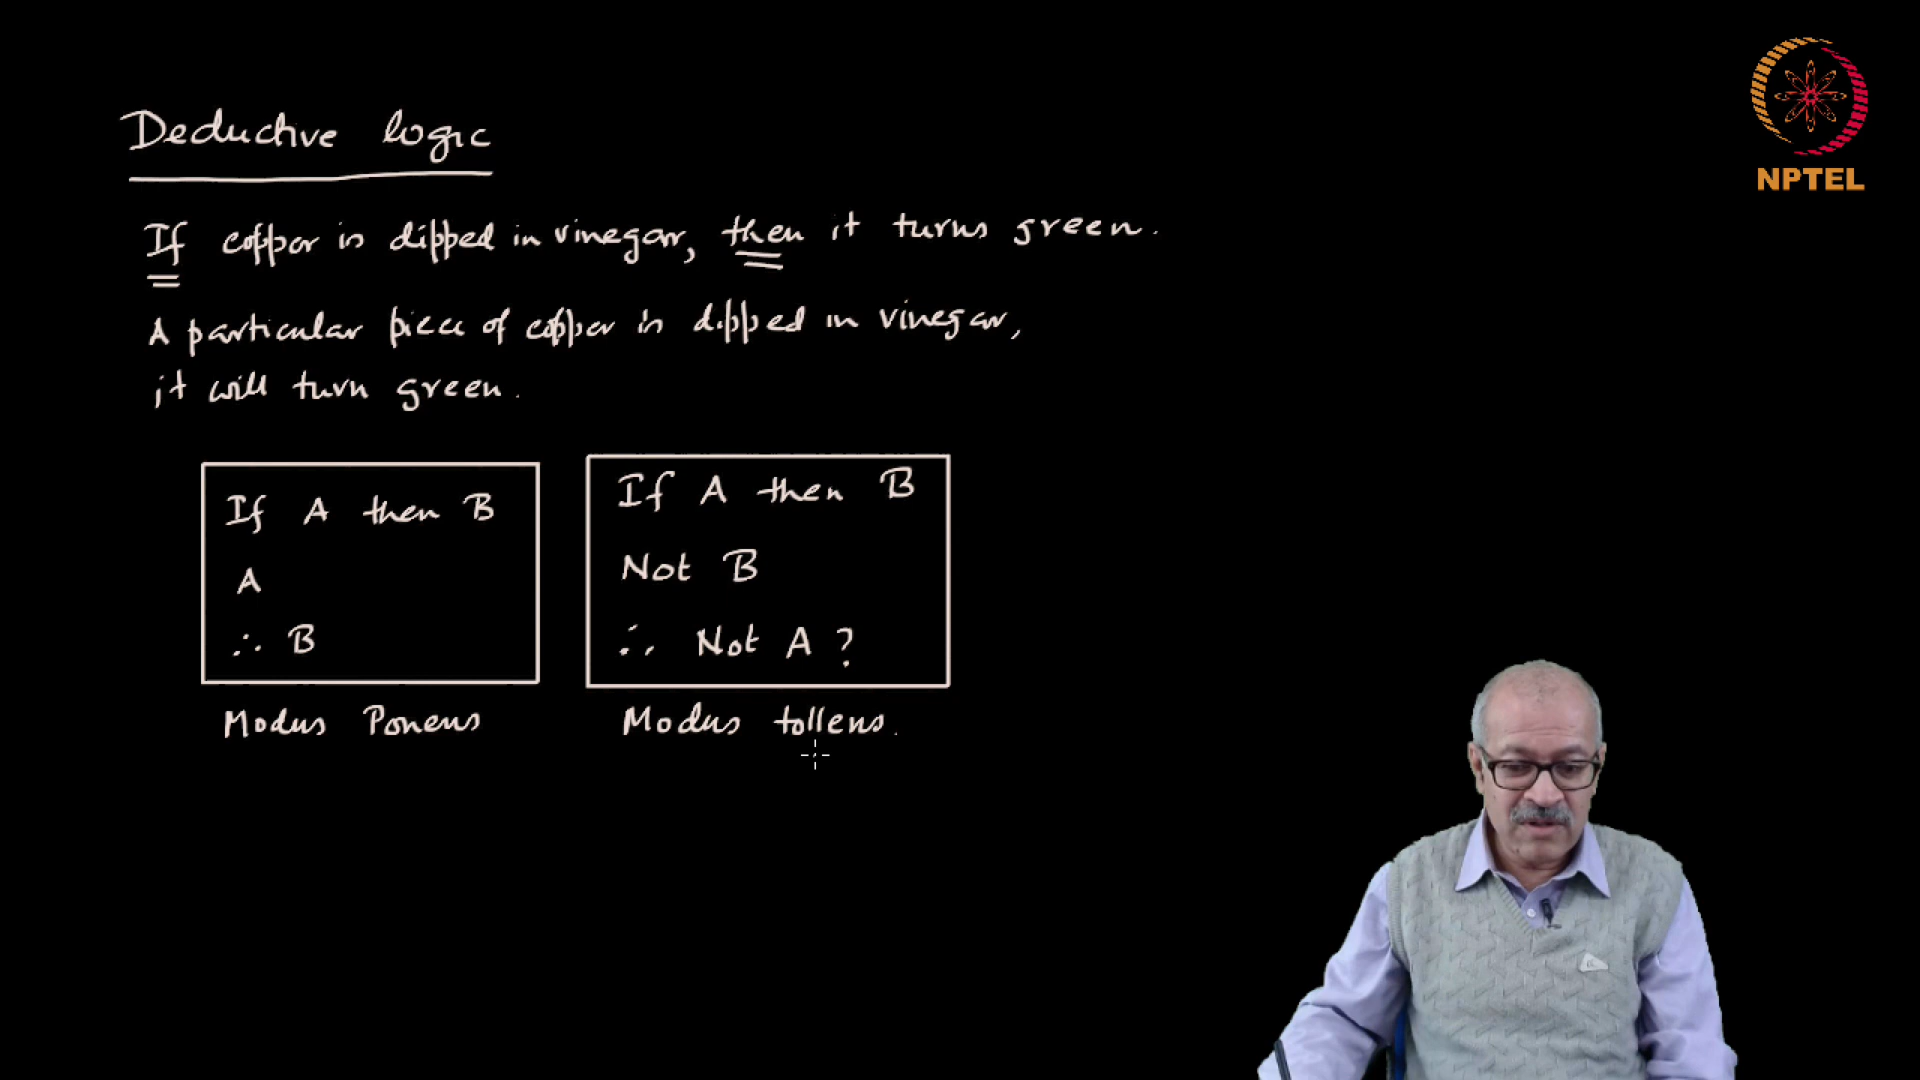 Deductive logic
NPTEL
If copper is dipped in vinegar, then it turns green.
A particular piece of copper is dipped in vinegar,
it will turn green.
If A then B
A
∴ B
Modus Ponens
If A then B
Not B
∴ Not A ?
Modus tollens.